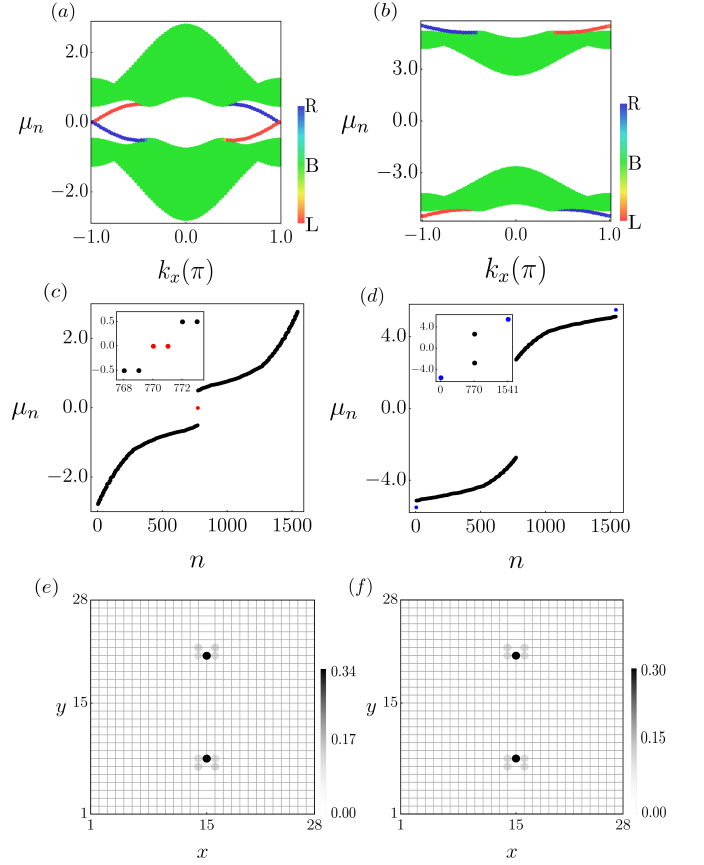 (a)
2.0
0.0
−2.0
μn
−1.0 0.0 1.0
kx(π)
R
B
L
(b)
3.0
0.0
−3.0
μn
−1.0 0.0 1.0
kx(π)
R
B
L
(c)
2.0
0.0
−2.0
μn
0.5
0.0
−0.5
768 770 772
0 500 1000 1500
n
(d)
4.0
0.0
−4.0
μn
4.0
0.0
−4.0
0 770 1541
0 500 1000 1500
n
(e)
28
15
1
y
1 15 28
x
0.34
0.17
0.00
(f)
28
15
1
y
1 15 28
x
0.30
0.15
0.00